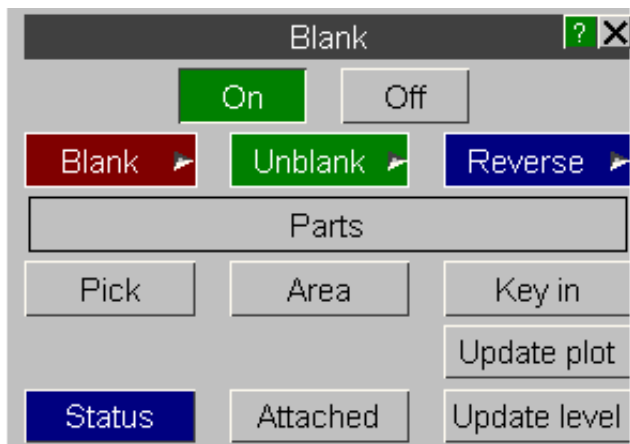 Blank ?
On Off
Blank Unblank Reverse
Parts
Pick Area Key in
Update plot
Status Attached Update level